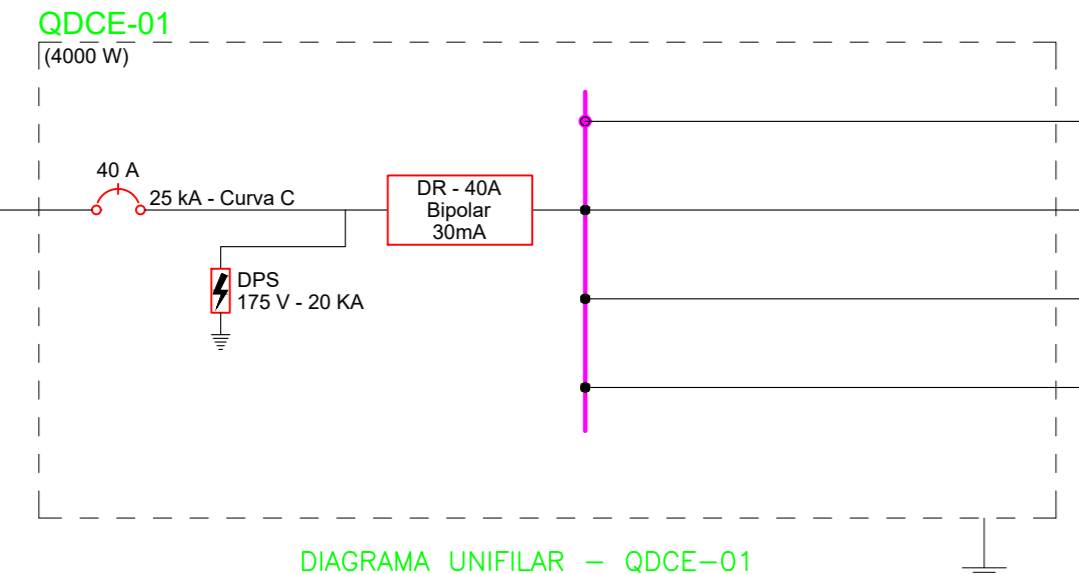 QDCE-01
(4000 W)
40 A
25 kA - Curva C
DR - 40A
Bipolar
30mA
DPS
175 V - 20 KA
DIAGRAMA UNIFILAR - QDCE-01